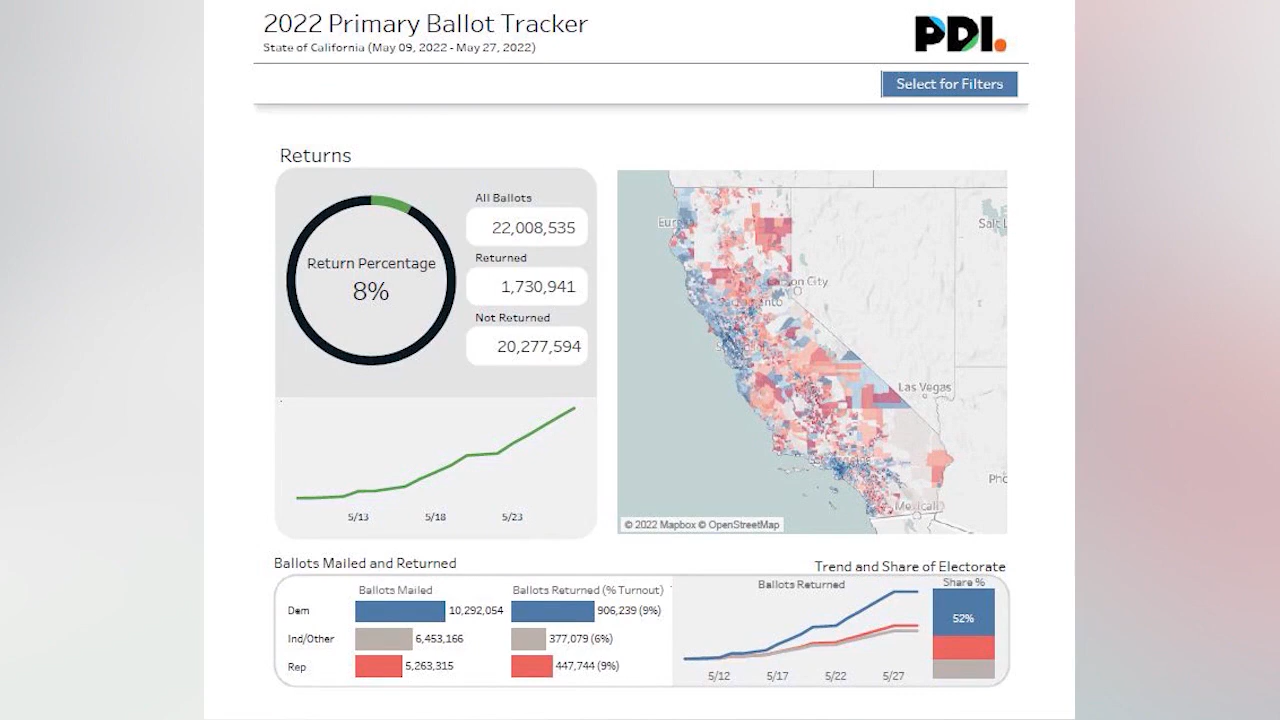 2022 Primary Ballot Tracker
State of California (May 09, 2022 - May 27, 2022)
PDI.
Select for Filters
Returns
Return Percentage
8%
All Ballots
22,008,535
Returned
1,730,941
Not Returned
20,277,594
5/13 5/18 5/23
Salt L
Las Vegas
Mexicali
© 2022 Mapbox © OpenStreetMap
Ballots Mailed and Returned
Ballots Mailed
Ballots Returned (% Turnout)
Dem 10,292,054 906,239 (9%)
Ind/Other 6,453,166 377,079 (6%)
Rep 5,263,315 447,744 (9%)
Trend and Share of Electorate
Ballots Returned
Share %
52%
5/12 5/17 5/22 5/27